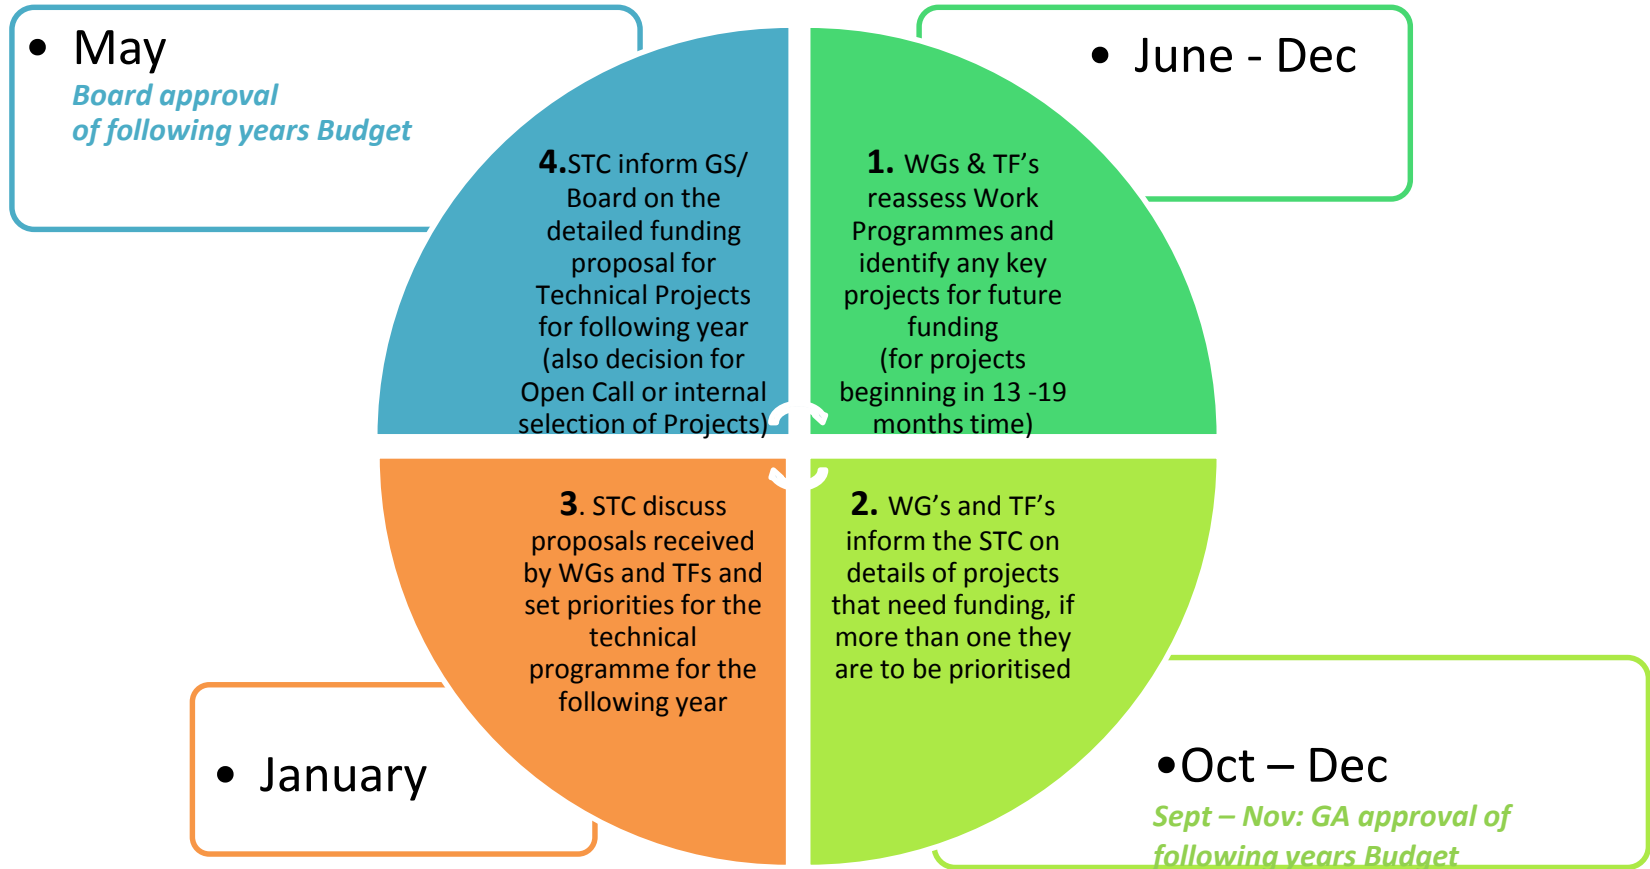 • May
Board approval
of following years Budget
• June - Dec
4.STC inform GS/
Board on the
detailed funding
proposal for
Technical Projects
for following year
(also decision for
Open Call or internal
selection of Projects)
1. WGs & TF’s
reassess Work
Programmes and
identify any key
projects for future
funding
(for projects
beginning in 13 -19
months time)
3. STC discuss
proposals received
by WGs and TFs and
set priorities for the
technical
programme for the
following year
2. WG’s and TF’s
inform the STC on
details of projects
that need funding, if
more than one they
are to be prioritised
• January
•Oct – Dec
Sept – Nov: GA approval of
following years Budget